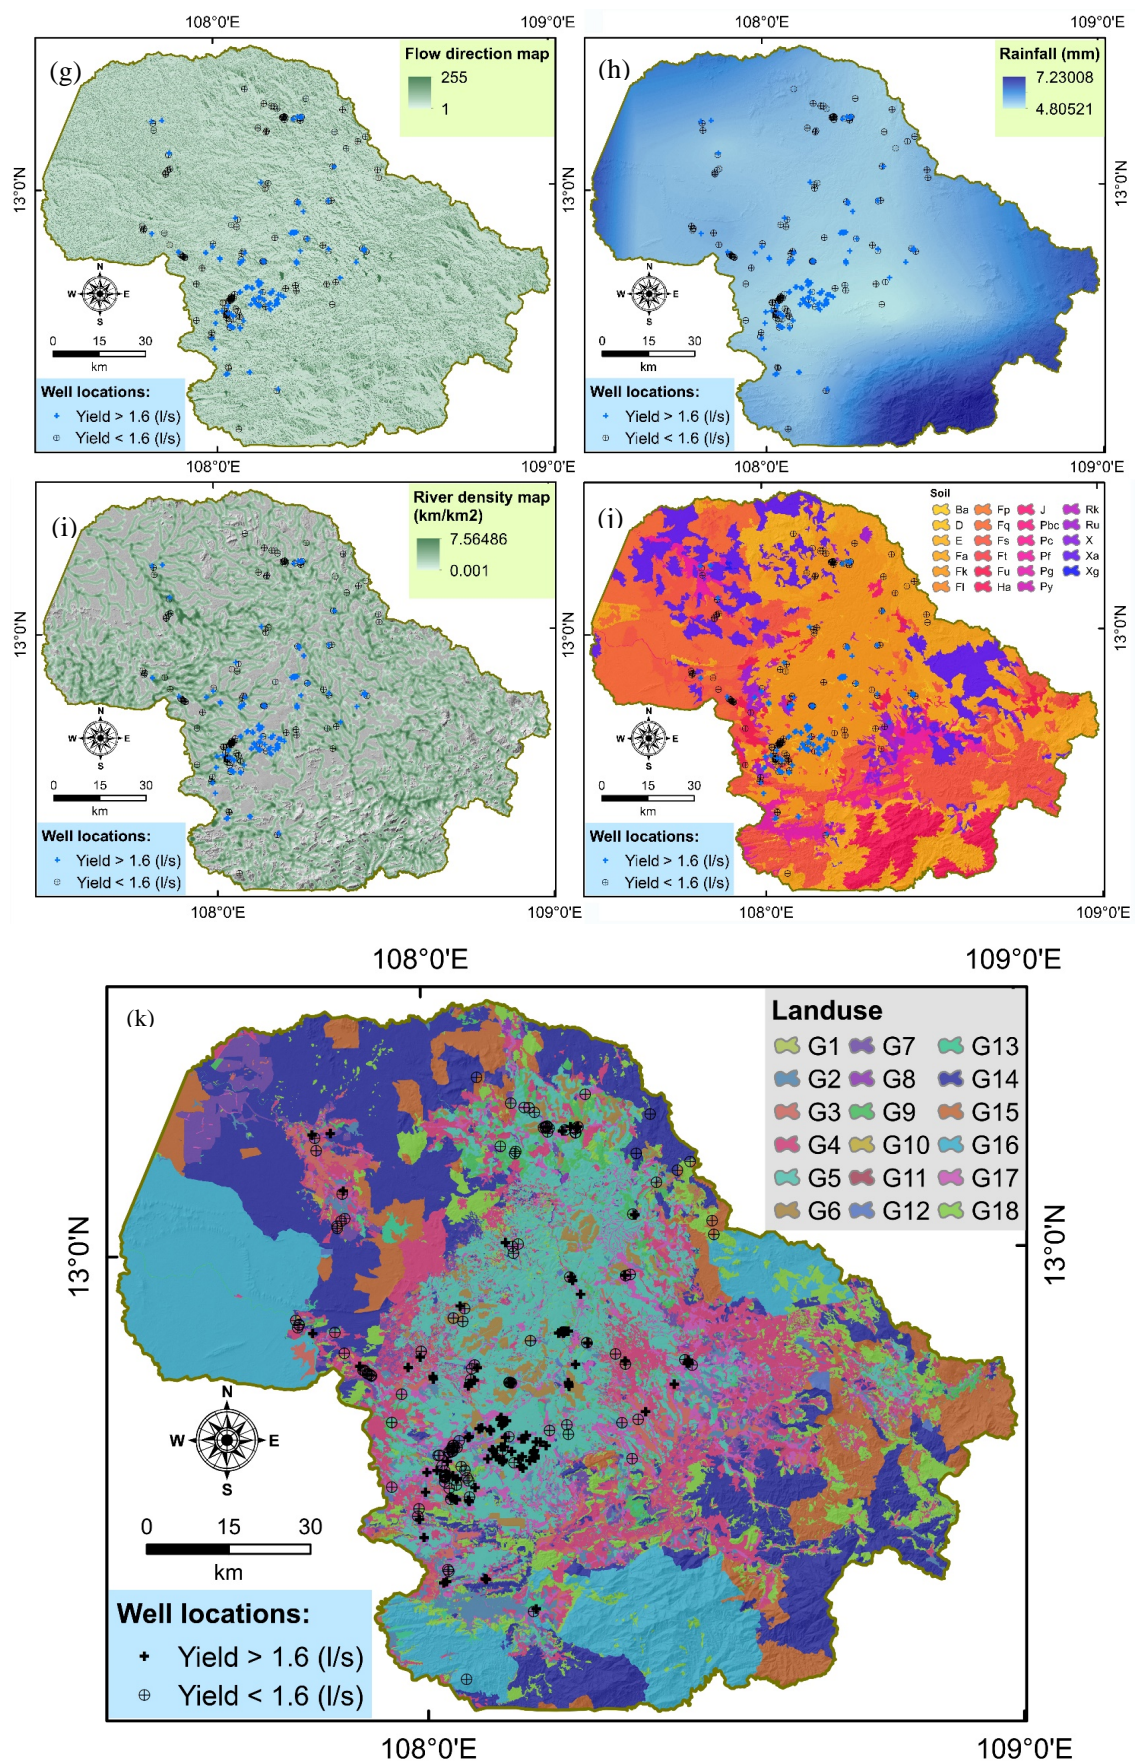 108°0'E
109°0'E
108°0'E
109°0'E
(g)
Flow direction map
255
1
13°0'N
N
W
E
S
0
15
30
km
Well locations:
Yield > 1.6 (l/s)
Yield < 1.6 (l/s)
(h)
Rainfall (mm)
7.23008
4.80521
13°0'N
13°0'N
N
W
E
S
0
15
30
km
Well locations:
Yield > 1.6 (l/s)
Yield < 1.6 (l/s)
108°0'E
109°0'E
108°0'E
109°0'E
(i)
River density map
(km/km2)
7.56486
0.001
13°0'N
N
W
E
S
0
15
30
km
Well locations:
Yield > 1.6 (l/s)
Yield < 1.6 (l/s)
(j)
Soil
Ba Fp J Rk
D Fq Pbc Ru
E Fs Pc X
Fa Ft Pf Xa
Fk Fu Pg Xg
Fl Ha Py
13°0'N
13°0'N
N
W
E
S
0
15
30
km
Well locations:
Yield > 1.6 (l/s)
Yield < 1.6 (l/s)
108°0'E
109°0'E
108°0'E
109°0'E
108°0'E
109°0'E
(k)
Landuse
G1 G7 G13
G2 G8 G14
G3 G9 G15
G4 G10 G16
G5 G11 G17
G6 G12 G18
13°0'N
13°0'N
N
W
E
S
0
15
30
km
Well locations:
Yield > 1.6 (l/s)
Yield < 1.6 (l/s)
108°0'E
109°0'E